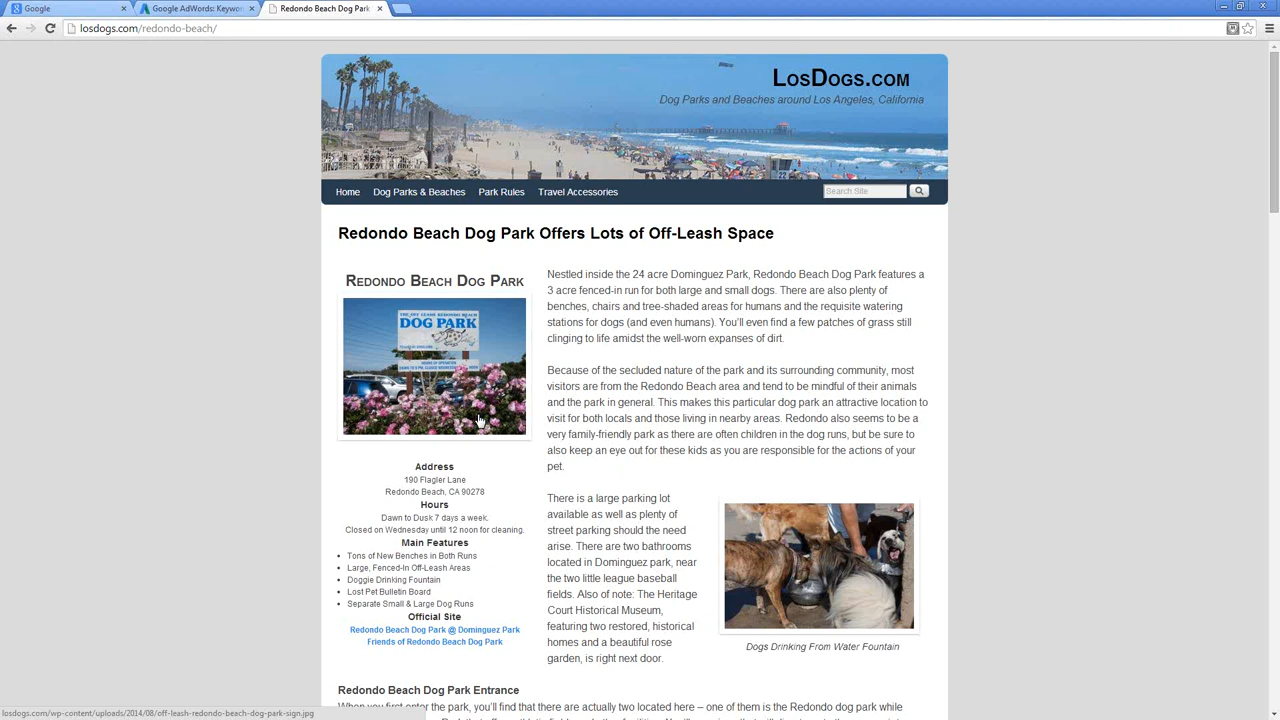 Google
Google AdWords: Keywor
Redondo Beach Dog Park
losdogs.com/redondo-beach/
LosDogs.com
Dog Parks and Beaches around Los Angeles, California
Home Dog Parks & Beaches Park Rules Travel Accessories Search Site
Redondo Beach Dog Park Offers Lots of Off-Leash Space
Redondo Beach Dog Park
THE OFF LEASH REDONDO BEACH
DOG PARK
HOURS OF OPERATION
Address
190 Flagler Lane
Redondo Beach, CA 90278
Hours
Dawn to Dusk 7 days a week.
Closed on Wednesday until 12 noon for cleaning.
Main Features
Tons of New Benches in Both Runs
Large, Fenced-In Off-Leash Areas
Doggie Drinking Fountain
Lost Pet Bulletin Board
Separate Small & Large Dog Runs
Official Site
Redondo Beach Dog Park @ Dominguez Park
Friends of Redondo Beach Dog Park
Nestled inside the 24 acre Dominguez Park, Redondo Beach Dog Park features a
3 acre fenced-in run for both large and small dogs. There are also plenty of
benches, chairs and tree-shaded areas for humans and the requisite watering
stations for dogs (and even humans). You'll even find a few patches of grass still
clinging to life amidst the well-worn expanses of dirt.
Because of the secluded nature of the park and its surrounding community, most
visitors are from the Redondo Beach area and tend to be mindful of their animals
and the park in general. This makes this particular dog park an attractive location to
visit for both locals and those living in nearby areas. Redondo also seems to be a
very family-friendly park as there are often children in the dog runs, but be sure to
also keep an eye out for these kids as you are responsible for the actions of your
pet.
There is a large parking lot
available as well as plenty of
street parking should the need
arise. There are two bathrooms
located in Dominguez park, near
the two little league baseball
fields. Also of note: The Heritage
Court Historical Museum,
featuring two restored, historical
homes and a beautiful rose
garden, is right next door.
Dogs Drinking From Water Fountain
Redondo Beach Dog Park Entrance
When you first enter the park, you'll find that there are actually two located here – one of them is the Redondo dog park while
losdogs.com/wp-content/uploads/2014/08/off-leash-redondo-beach-dog-park-sign.jpg